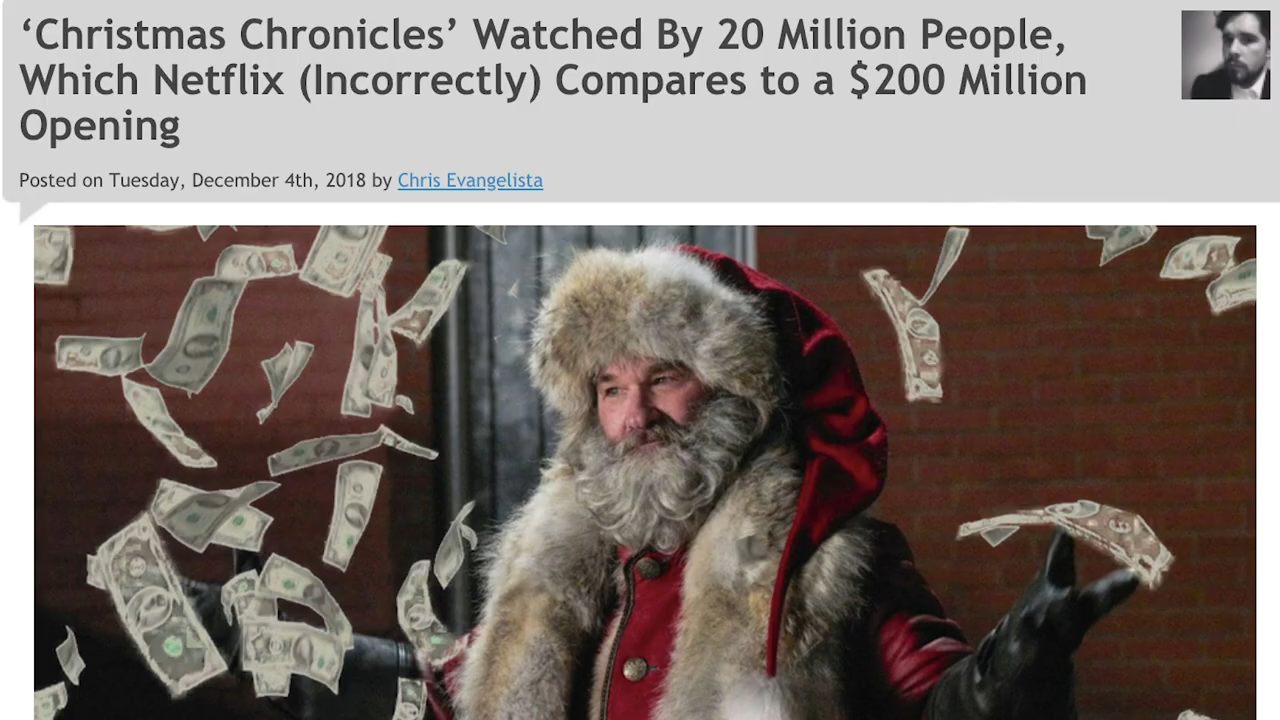 ‘Christmas Chronicles’ Watched By 20 Million People,
Which Netflix (Incorrectly) Compares to a $200 Million
Opening
Posted on Tuesday, December 4th, 2018 by Chris Evangelista